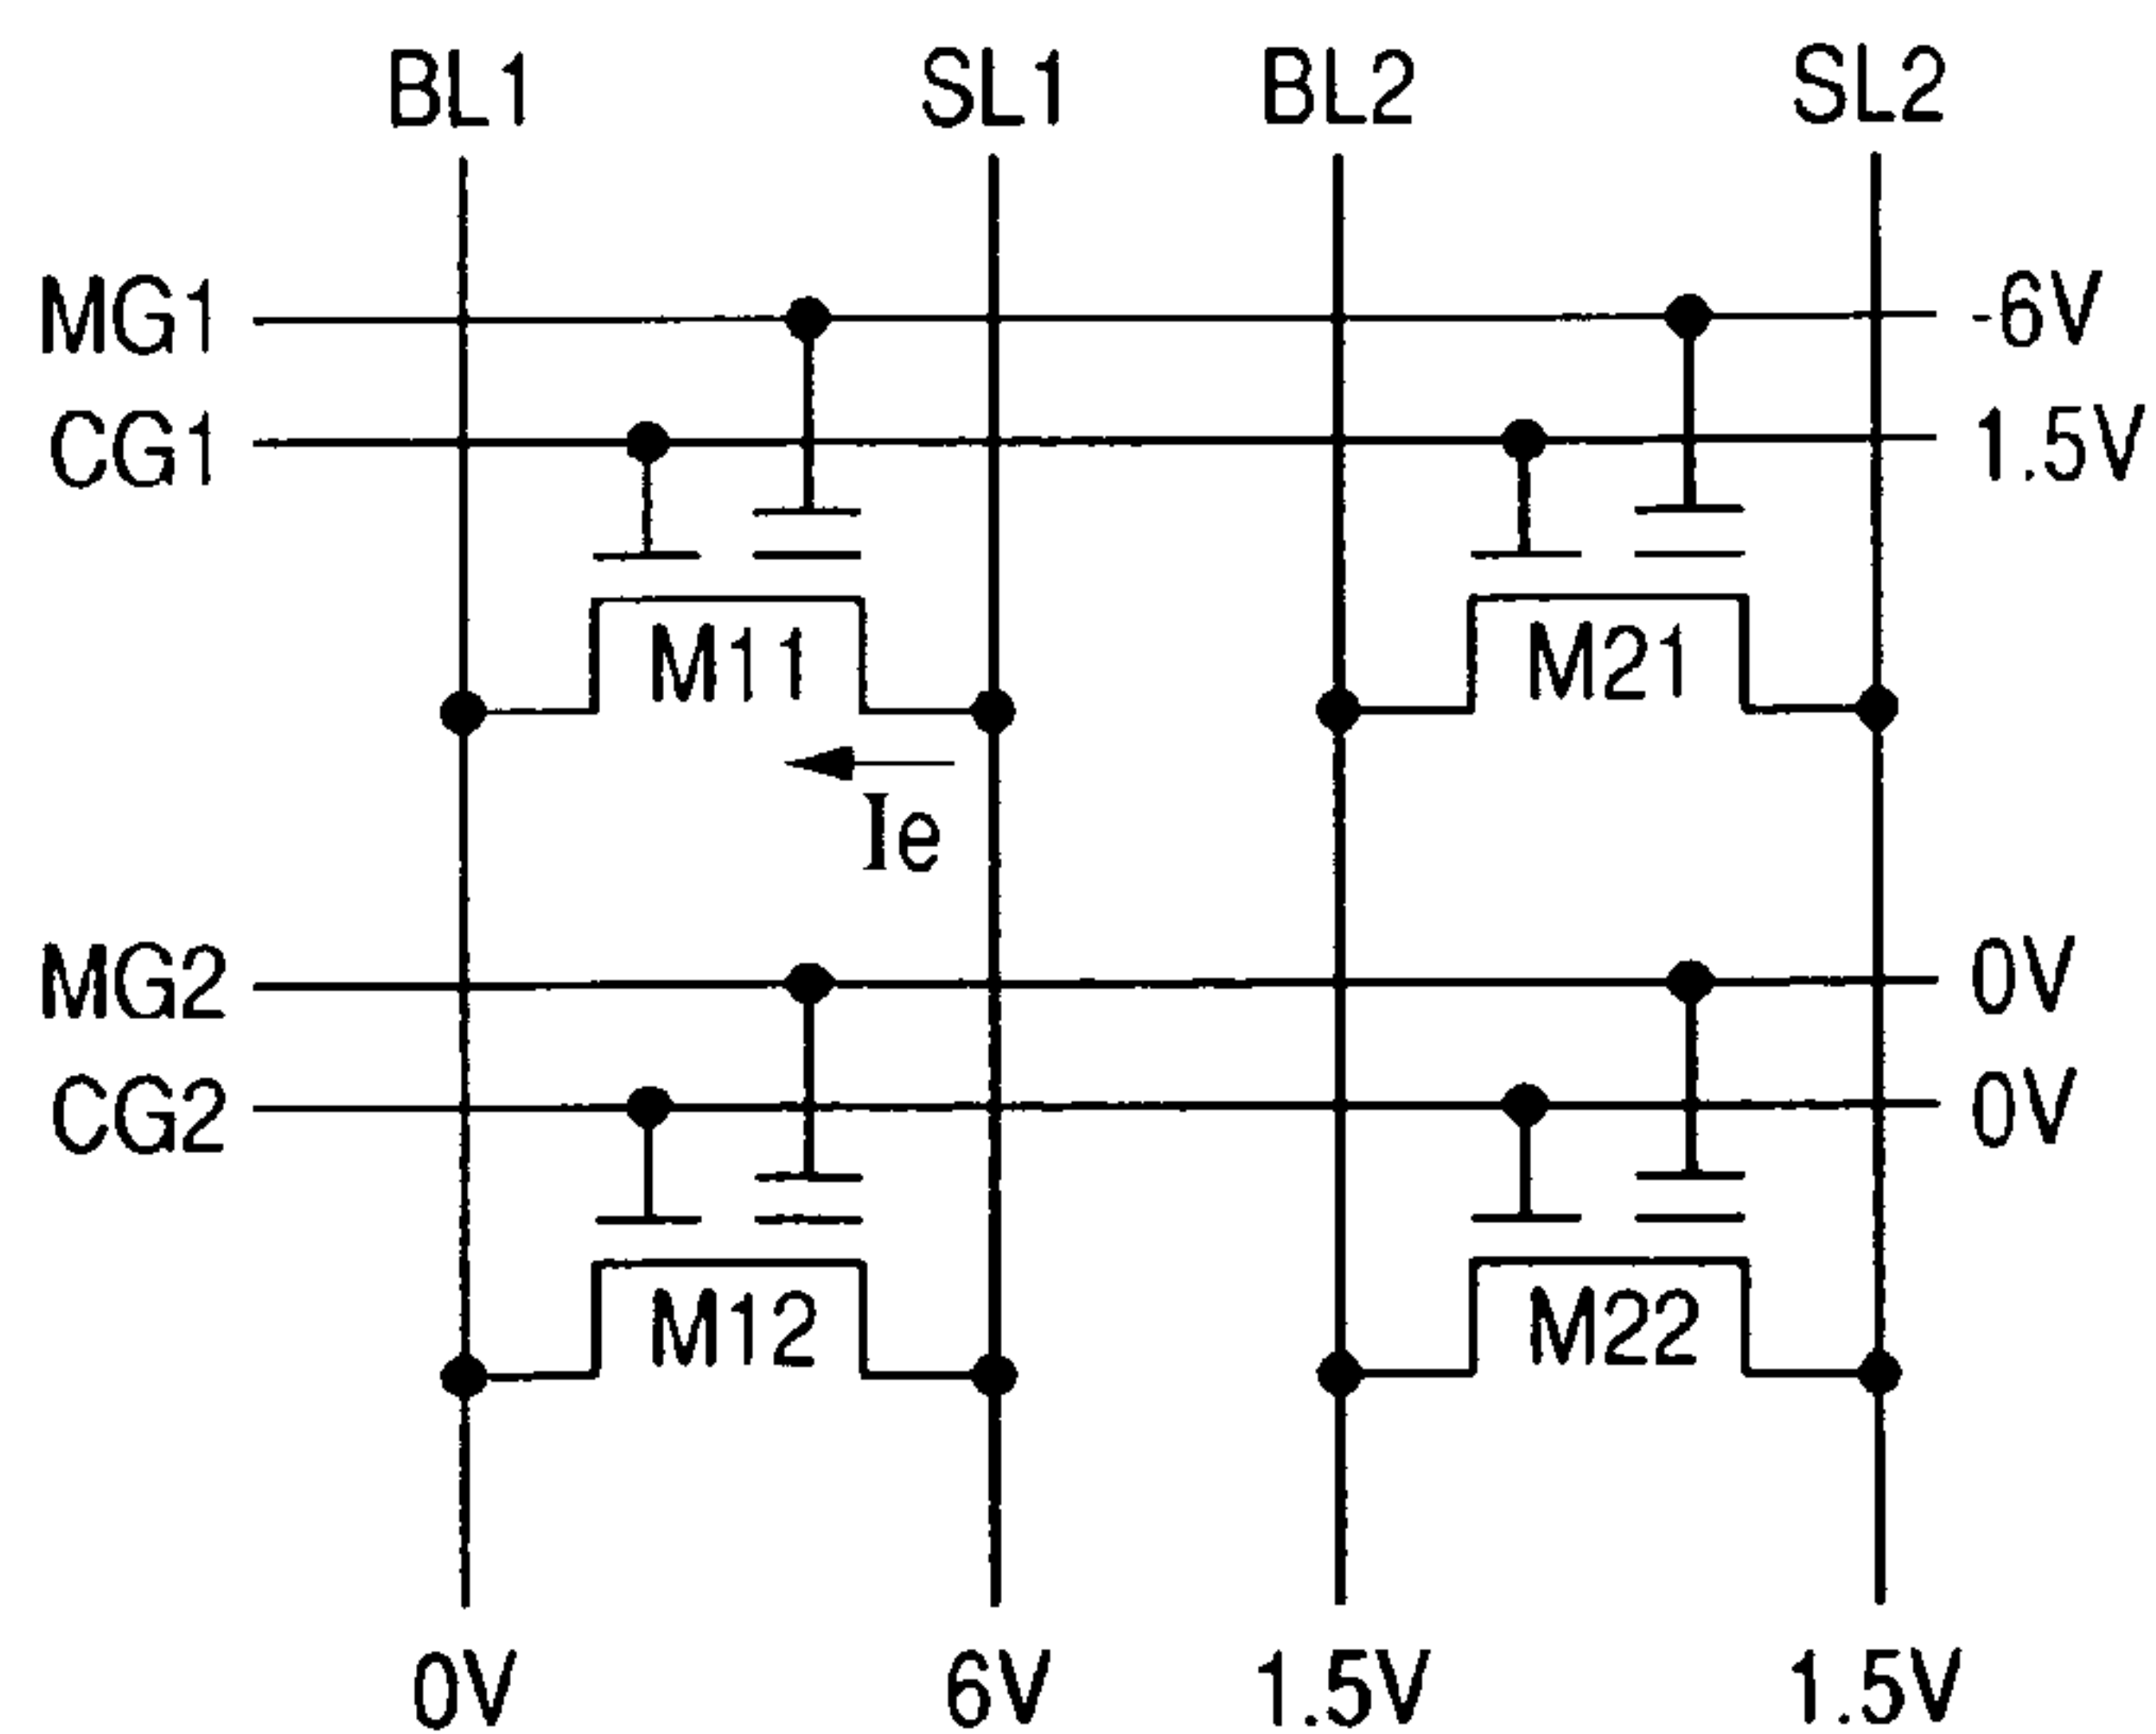 BL1 SL1 BL2 SL2
MG1 -6V
CG1 1.5V
M11 M21
Ie
MG2 0V
CG2 0V
M12 M22
0V 6V 1.5V 1.5V